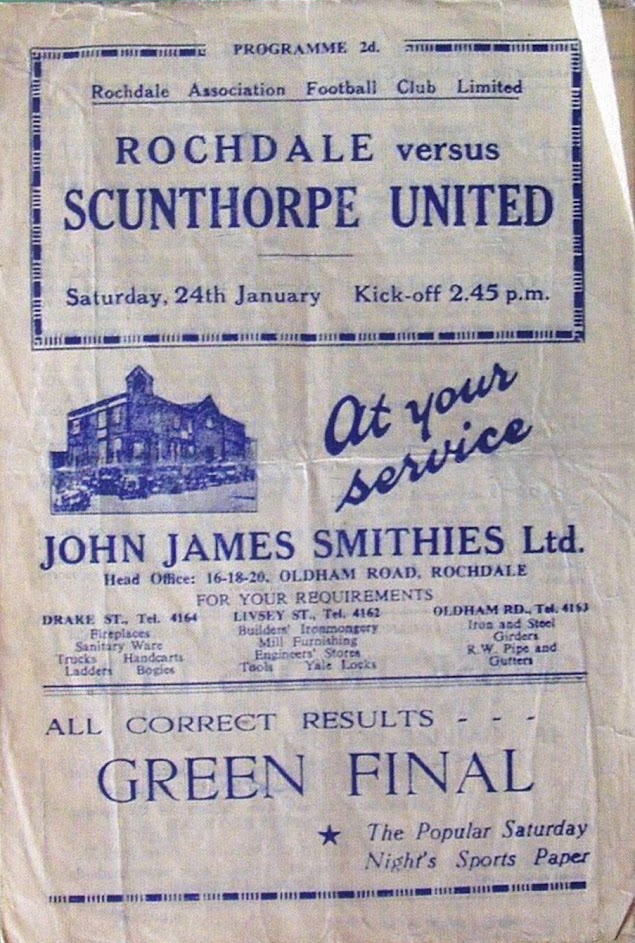 PROGRAMME 2d.
Rochdale Association Football Club Limited
ROCHDALE versus
SCUNTHORPE UNITED
Saturday, 24th January Kick-off 2.45 p.m.
At your
service
JOHN JAMES SMITHIES Ltd.
Head Office: 16-18-20, OLDHAM ROAD, ROCHDALE
FOR YOUR REQUIREMENTS
DRAKE ST., Tel. 4164
Fireplaces
Sanitary Ware
Trucks Handcarts
Ladders Bogies
LIVSEY ST., Tel. 4162
Builders' Ironmongery
Mill Furnishing
Engineers' Stores
Tools Yale Locks
OLDHAM RD., Tel. 4163
Iron and Steel
Girders
R.W. Pipe and
Gutters
ALL CORRECT RESULTS - - -
GREEN FINAL
★ The Popular Saturday
Night's Sports Paper